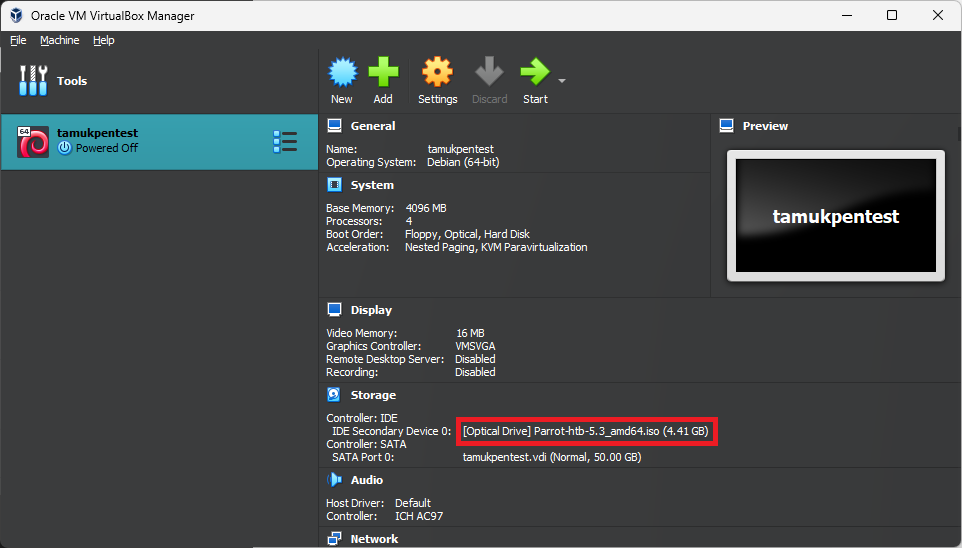 Oracle VM VirtualBox Manager
File Machine Help
Tools
New Add Settings Discard Start
64
tamukpentest
Powered Off
General
Name: tamukpentest
Operating System: Debian (64-bit)
System
Base Memory: 4096 MB
Processors: 4
Boot Order: Floppy, Optical, Hard Disk
Acceleration: Nested Paging, KVM Paravirtualization
Preview
tamukpentest
Display
Video Memory: 16 MB
Graphics Controller: VMSVGA
Remote Desktop Server: Disabled
Recording: Disabled
Storage
Controller: IDE
IDE Secondary Device 0: [Optical Drive] Parrot-htb-5.3_amd64.iso (4.41 GB)
Controller: SATA
SATA Port 0: tamukpentest.vdi (Normal, 50.00 GB)
Audio
Host Driver: Default
Controller: ICH AC97
Network